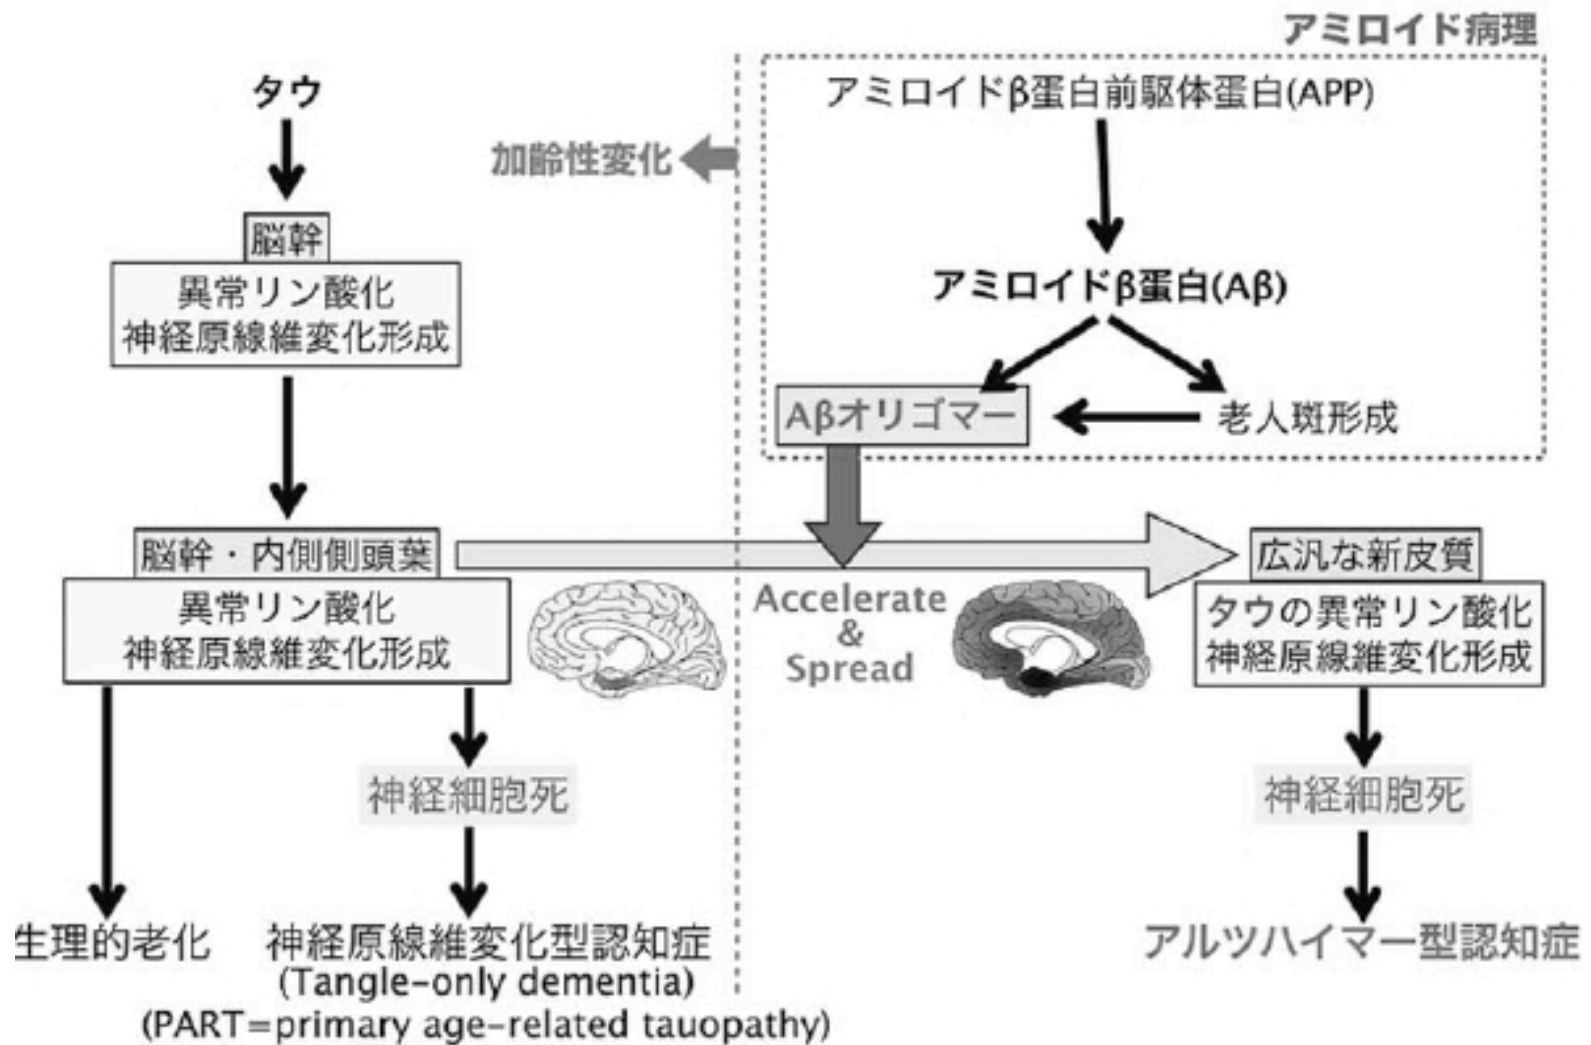 アミロイド病理
タウ
アミロイドβ蛋白前駆体蛋白(APP)
加齢性変化
脳幹
異常リン酸化
神経原線維変化形成
アミロイドβ蛋白(Aβ)
Aβオリゴマー
老人斑形成
脳幹・内側側頭葉
異常リン酸化
神経原線維変化形成
Accelerate
&
Spread
広汎な新皮質
タウの異常リン酸化
神経原線維変化形成
神経細胞死
神経細胞死
生理的老化
神経原線維変化型認知症
(Tangle-only dementia)
(PART=primary age-related tauopathy)
アルツハイマー型認知症